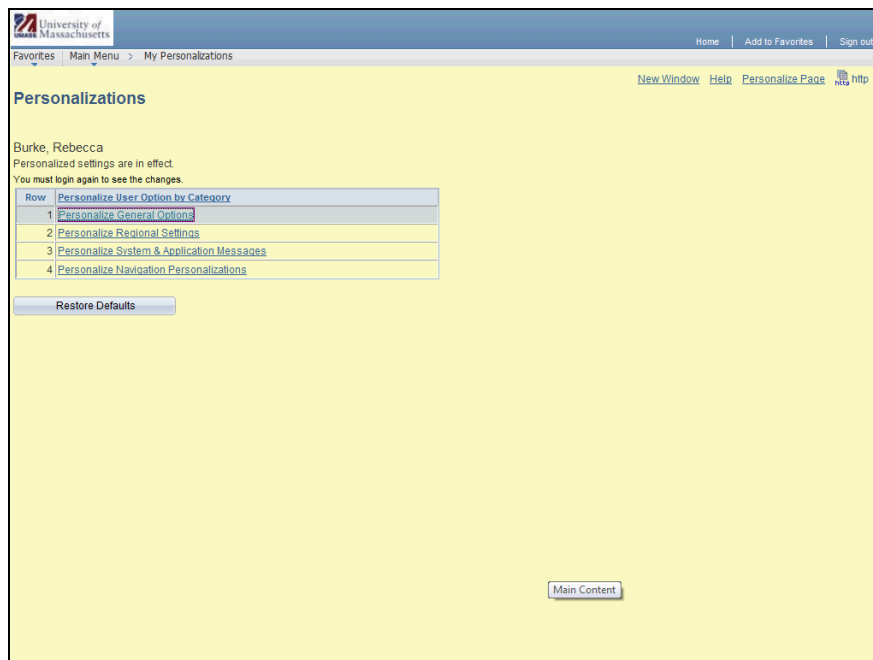 University of
UMASS Massachusetts
Home | Add to Favorites | Sign out
Favorites | Main Menu > My Personalizations
New Window Help Personalize Page http http
Personalizations
Burke, Rebecca
Personalized settings are in effect.
You must login again to see the changes.
Row Personalize User Option by Category
1 Personalize General Options
2 Personalize Regional Settings
3 Personalize System & Application Messages
4 Personalize Navigation Personalizations
Restore Defaults
Main Content